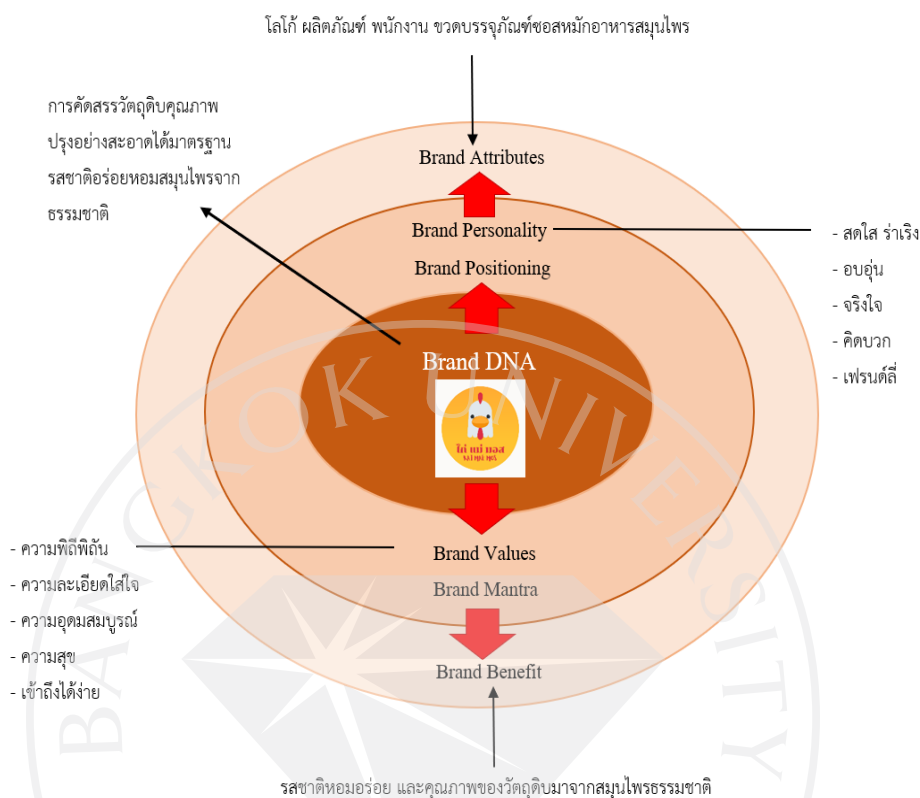 โลโก้ ผลิตภัณฑ์ พนักงาน ขวดบรรจุภัณฑ์ซอสหมักอาหารสมุนไพร
การคัดสรรวัตถุดิบคุณภาพ
ปรุงอย่างสะอาดได้มาตรฐาน
รสชาติอร่อยหอมสมุนไพรจาก
ธรรมชาติ
Brand Attributes
Brand Personality
- สดใส ร่าเริง
- อบอุ่น
- จริงใจ
- คิดบวก
- เฟรนด์ลี่
Brand Positioning
Brand DNA
ไก่ แม่ มอส
KAI MAE MOS
Brand Values
- ความพิถีพิถัน
- ความละเอียดใส่ใจ
- ความอุดมสมบูรณ์
- ความสุข
- เข้าถึงได้ง่าย
Brand Mantra
Brand Benefit
รสชาติหอมอร่อย และคุณภาพของวัตถุดิบมาจากสมุนไพรธรรมชาติ
BANGKOK UNIVERSITY